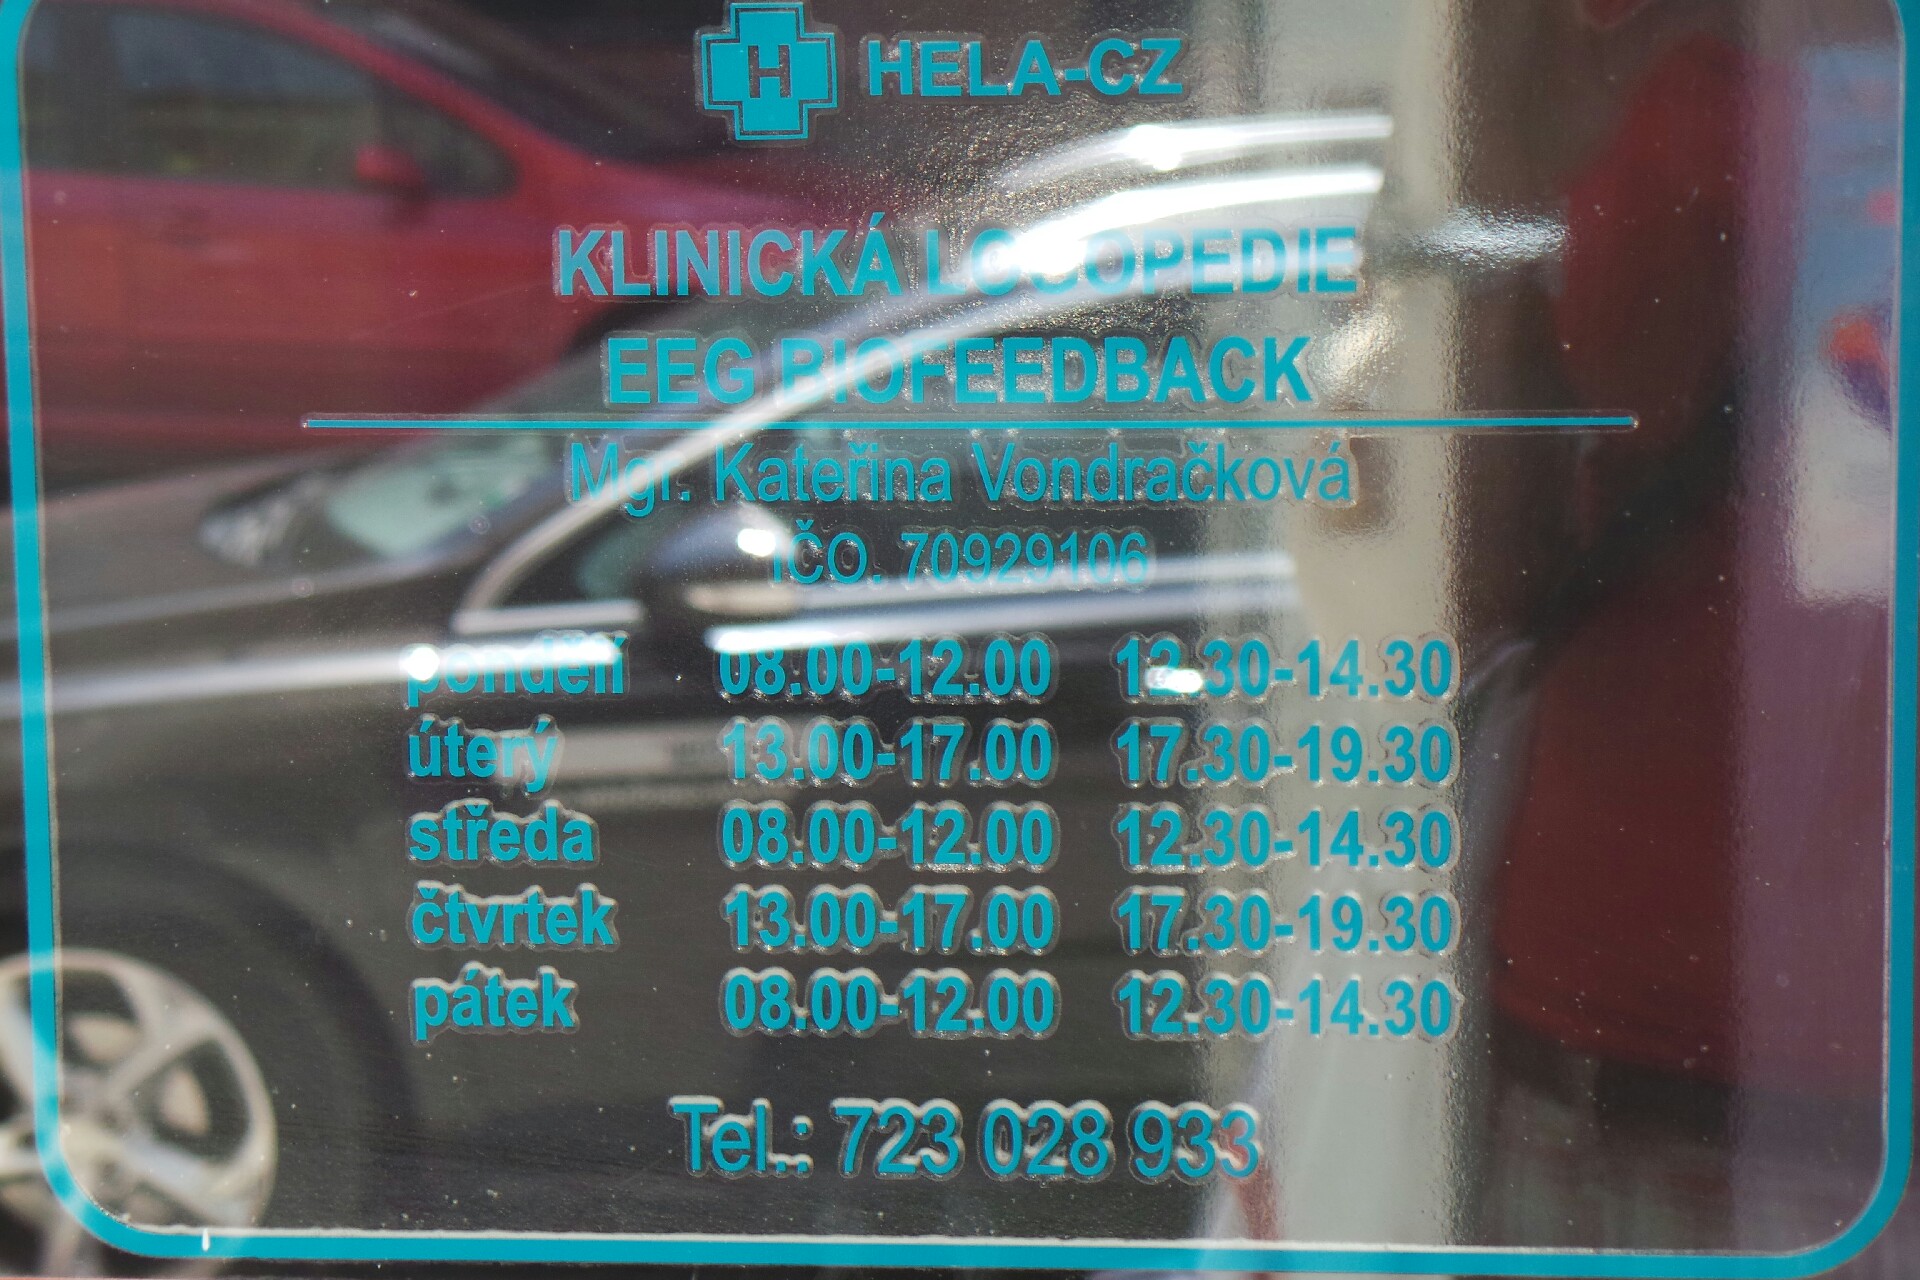 H HELA-CZ
KLINICKÁ LOGOPEDIE
EEG BIOFEEDBACK
Mgr. Kateřina Vondračková
IČO. 70929106
pondělí 08.00-12.00 12.30-14.30
úterý 13.00-17.00 17.30-19.30
středa 08.00-12.00 12.30-14.30
čtvrtek 13.00-17.00 17.30-19.30
pátek 08.00-12.00 12.30-14.30
Tel.: 723 028 933